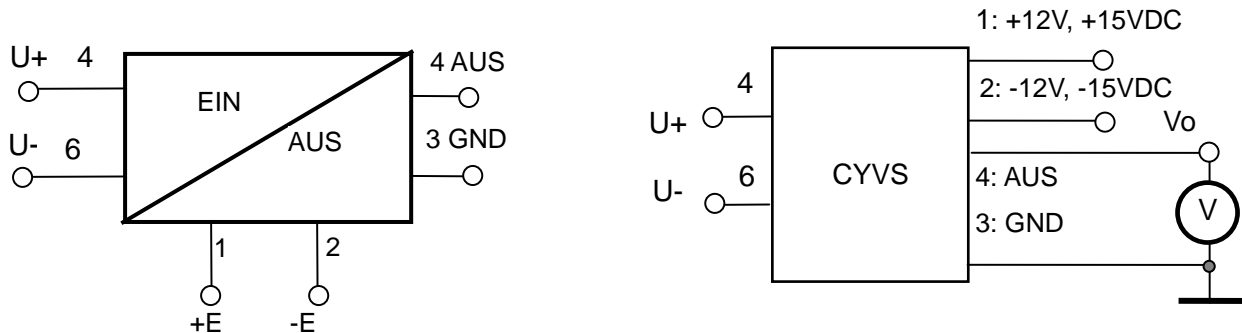 U+
4
4 AUS
EIN
AUS
U-
6
3 GND
1
2
+E
-E
1: +12V, +15VDC
4
2: -12V, -15VDC
U+
Vo
CYVS
6
4: AUS
U-
V
3: GND